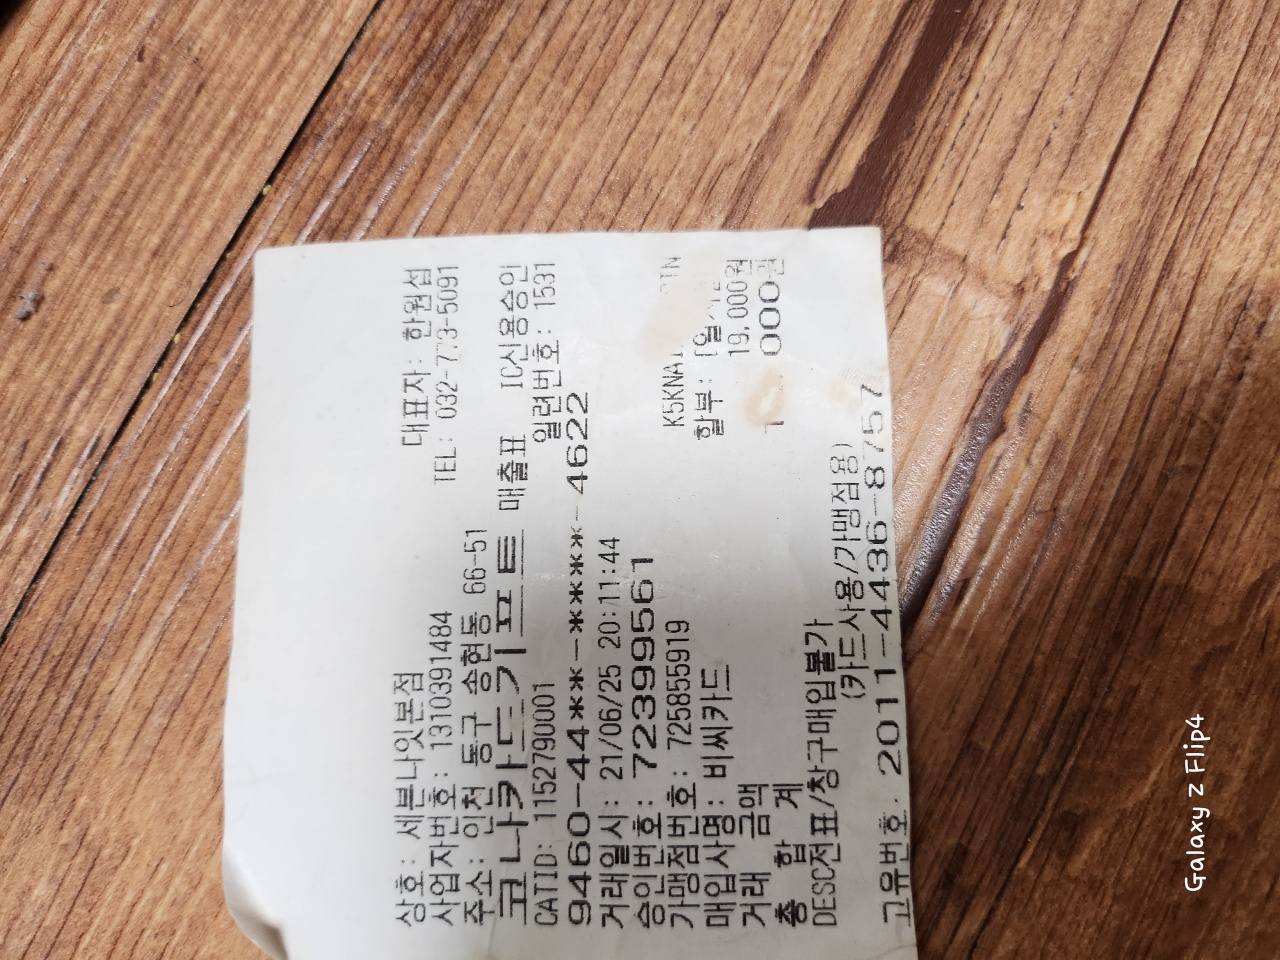 상호: 세븐나잇본점 대표자: 한원섭
사업자번호: 1310391484 TEL: 032-773-5091
주소: 인천 동구 송현동 66-51
코나카드-기프트 매출표 IC신용승인
CATID: 1152790001 일련번호: 1531
9460-44**-****-4622
거래일시: 21/06/25 20:11:44
승인번호: 72399561
가맹점번호: 725855919 K5KNA
매입사명: 비씨카드 할부:
거래 금액 19,000원
총 합 계 000원
DESC전표/창구매입불가
(카드사용/가맹점용)
고유번호. 2011-4436-8757
Galaxy Z Flip4